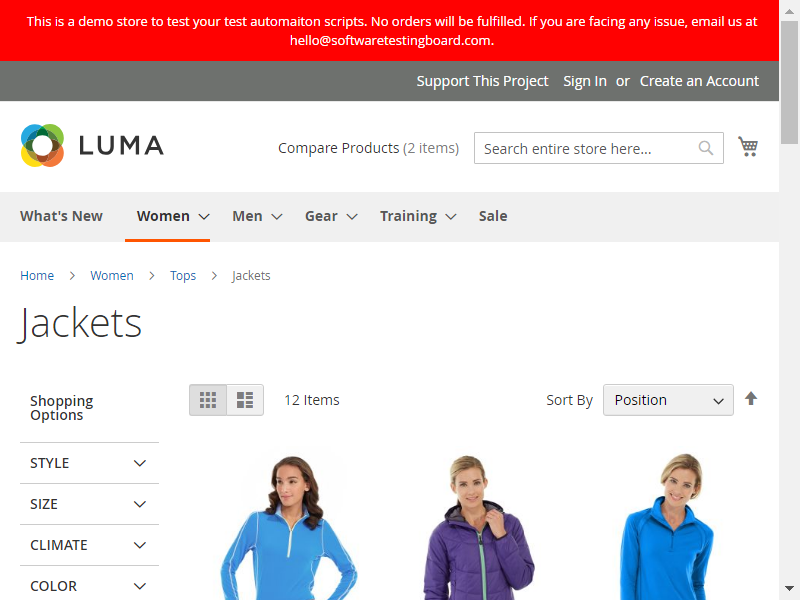 This is a demo store to test your test automaiton scripts. No orders will be fulfilled. If you are facing any issue, email us at
hello@softwaretestingboard.com.
Support This Project Sign In or Create an Account
LUMA
Compare Products (2 items)
Search entire store here...
What's New Women Men Gear Training Sale
Home > Women > Tops > Jackets
Jackets
Shopping
Options
12 Items
Sort By Position
STYLE
SIZE
CLIMATE
COLOR